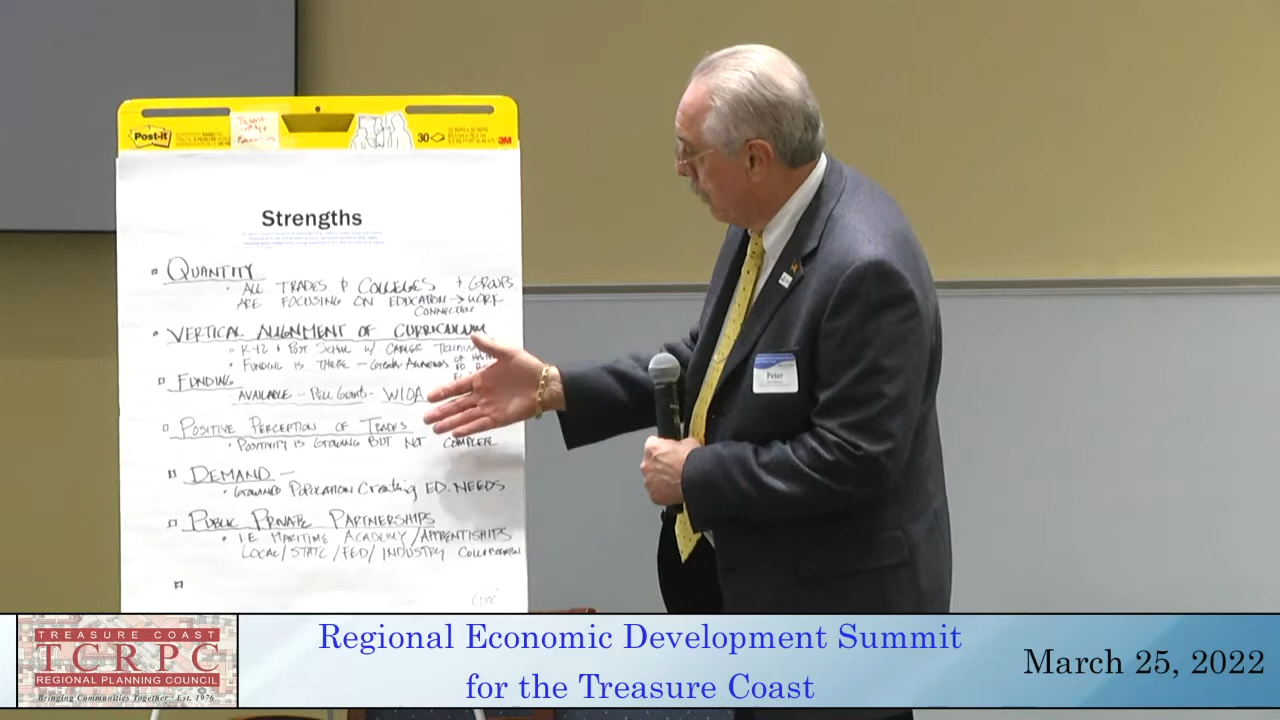 Post-it
30
3M
Strengths
QUANTITY
ALL TRADES & COLLEGES + GROUPS
ARE FOCUSING ON EDUCATION → WORK
CONNECTION
VERTICAL ALIGNMENT OF CURRICULUM
K-12 + POST SCHOOL W/ CAREER
FUNDING IS THERE -
FUNDING
AVAILABLE - Pell Grants - WIOA
POSITIVE PERCEPTION OF TRADES
POSITIVITY IS GROWING BUT NOT COMPLETE
DEMAND -
POPULATION Creating ED. NEEDS
PUBLIC PRIVATE PARTNERSHIPS
I.E MARITIME ACADEMY/APPRENTISHIPS
LOCAL/STATE/FED/INDUSTRY COLLABORATION
Peter
TREASURE COAST
TCRPC
REGIONAL PLANNING COUNCIL
Bringing Communities Together · Est. 1976
Regional Economic Development Summit
for the Treasure Coast
March 25, 2022